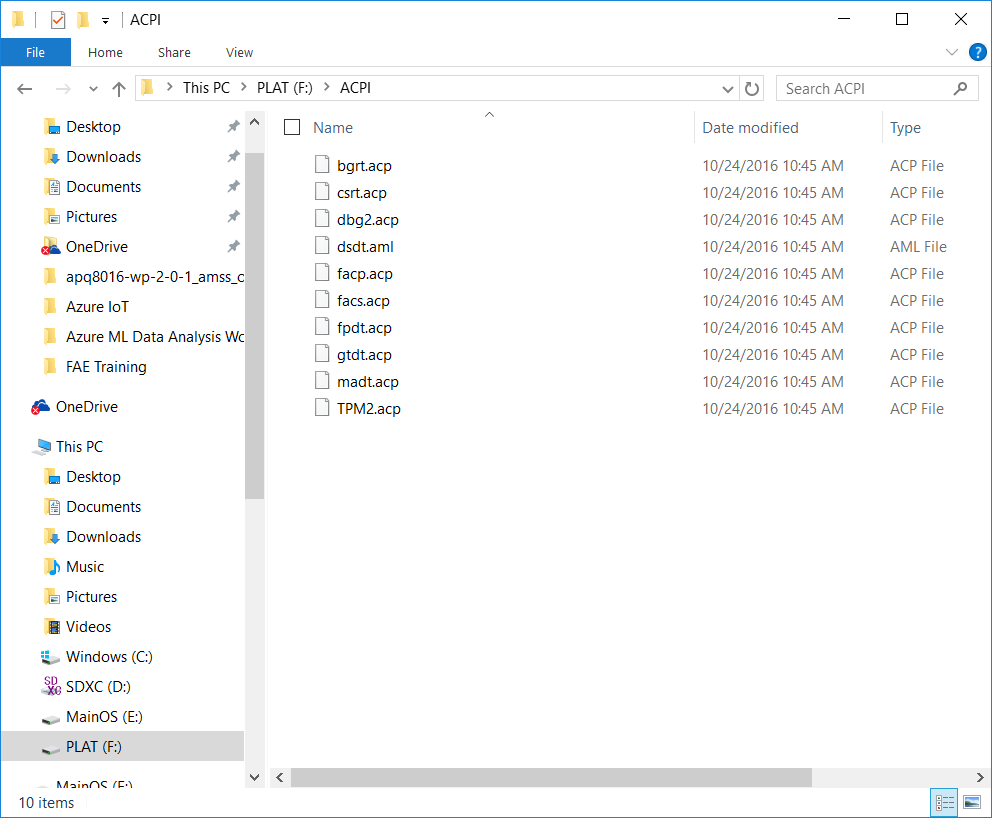 ACPI
File Home Share View
This PC PLAT (F:) ACPI
Search ACPI
Desktop
Downloads
Documents
Pictures
OneDrive
apq8016-wp-2-0-1_amss_
Azure IoT
Azure ML Data Analysis
FAE Training
OneDrive
This PC
Desktop
Documents
Downloads
Music
Pictures
Videos
Windows (C:)
SDXC (D:)
MainOS (E:)
PLAT (F:)
MainOS (E:)
Name Date modified Type
bgrt.acp 10/24/2016 10:45 AM ACP File
csrt.acp 10/24/2016 10:45 AM ACP File
dbg2.acp 10/24/2016 10:45 AM ACP File
dsdt.aml 10/24/2016 10:45 AM AML File
facp.acp 10/24/2016 10:45 AM ACP File
facs.acp 10/24/2016 10:45 AM ACP File
fpdt.acp 10/24/2016 10:45 AM ACP File
gtdt.acp 10/24/2016 10:45 AM ACP File
madt.acp 10/24/2016 10:45 AM ACP File
TPM2.acp 10/24/2016 10:45 AM ACP File
10 items